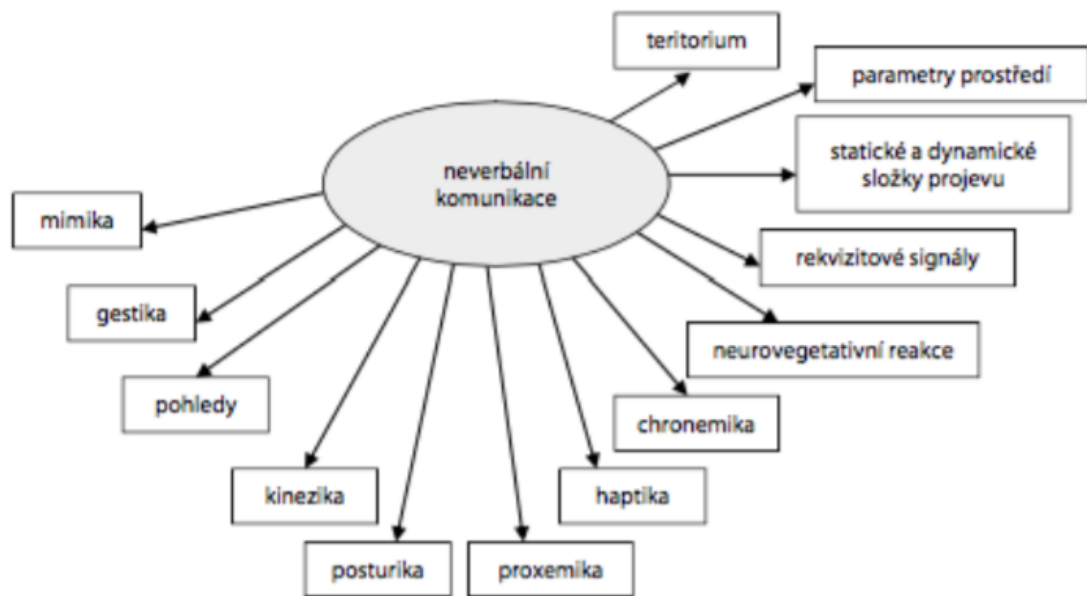 teritorium
parametry prostředí
statické a dynamické
složky projevu
neverbální
komunikace
mimika
rekvizitové signály
gestika
neurovegetativní reakce
pohledy
chronemika
kinezika
haptika
posturika
proxemika